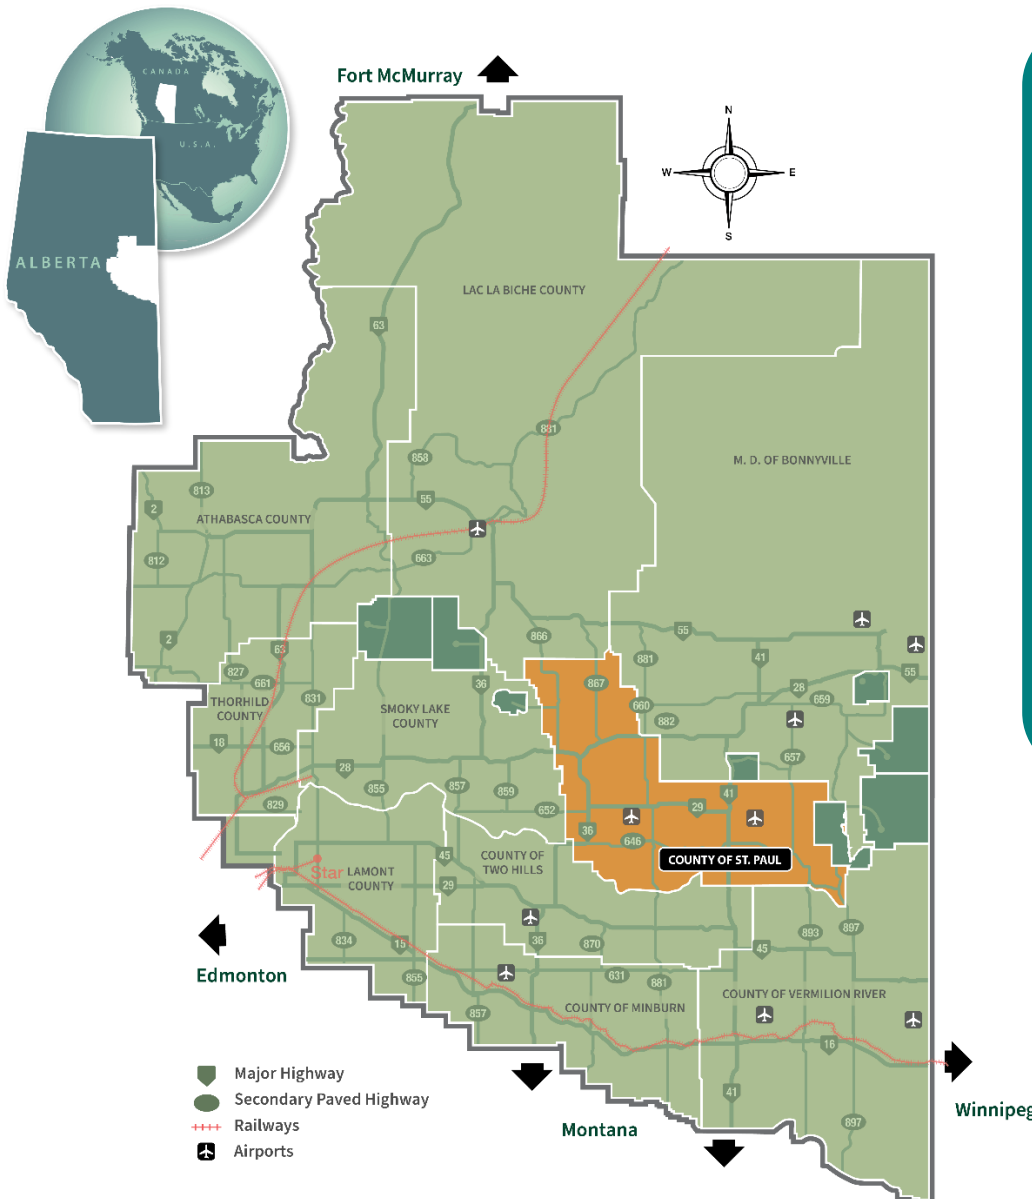 Fort McMurray
CANADA
U.S.A.
ALBERTA
N
W
E
S
LAC LA BICHE COUNTY
63
881
858
M. D. OF BONNYVILLE
813
55
2
ATHABASCA COUNTY
812
663
2
866
55
63
881
41
827
867
55
661
36
28
831
659
THORHILD
COUNTY
SMOKY LAKE
COUNTY
660
882
18
656
657
28
855
857
859
41
829
652
29
36
646
COUNTY OF ST. PAUL
45
COUNTY OF
TWO HILLS
Star
LAMONT
COUNTY
29
834
15
36
870
893
897
45
Edmonton
855
631
881
COUNTY OF VERMILION RIVER
857
COUNTY OF MINBURN
16
Major Highway
Secondary Paved Highway
Railways
Airports
41
Winnipeg
Montana
897